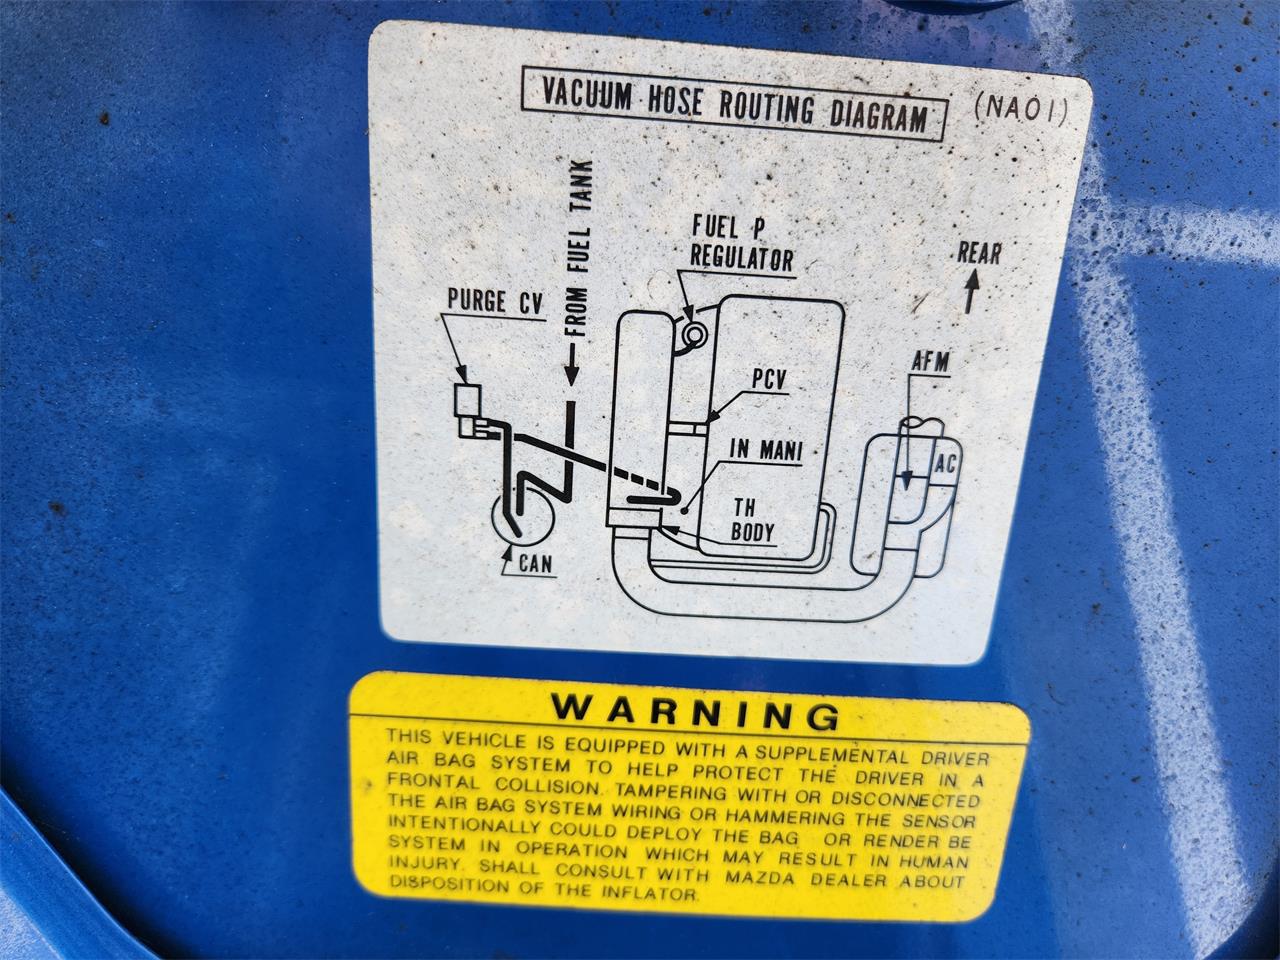 VACUUM HOSE ROUTING DIAGRAM
(NA01)
FROM FUEL TANK
FUEL P
REGULATOR
REAR
PURGE CV
AFM
PCV
IN MANI
AC
TH
BODY
CAN
WARNING
THIS VEHICLE IS EQUIPPED WITH A SUPPLEMENTAL DRIVER
AIR BAG SYSTEM TO HELP PROTECT THE DRIVER IN A
FRONTAL COLLISION. TAMPERING WITH OR DISCONNECTED
THE AIR BAG SYSTEM WIRING OR HAMMERING THE SENSOR
INTENTIONALLY COULD DEPLOY THE BAG OR RENDER BE
SYSTEM IN OPERATION WHICH MAY RESULT IN HUMAN
INJURY. SHALL CONSULT WITH MAZDA DEALER ABOUT
DISPOSITION OF THE INFLATOR.